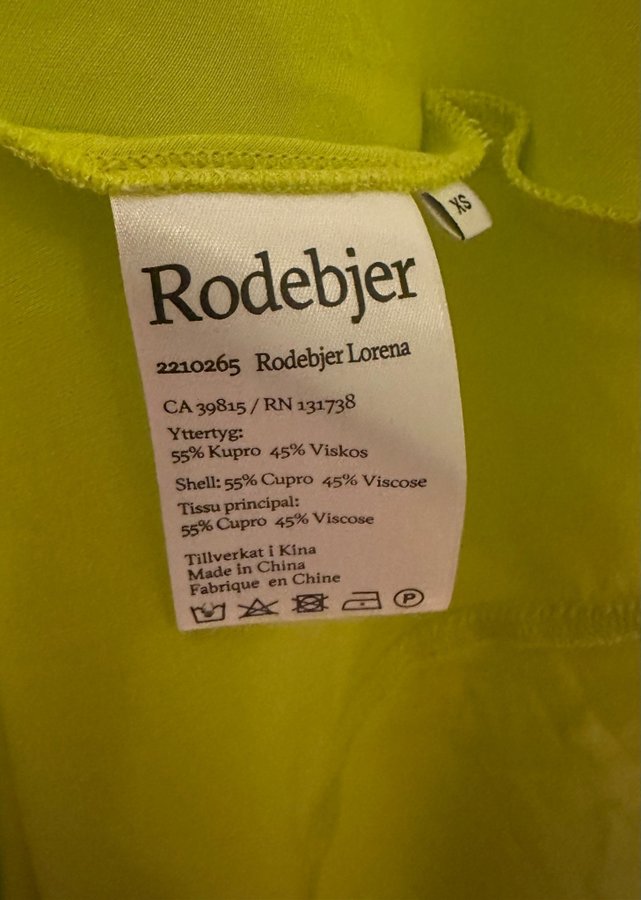 XS
Rodebjer
2210265 Rodebjer Lorena
CA 39815 / RN 131738
Yttertyg:
55% Kupro 45% Viskos
Shell: 55% Cupro 45% Viscose
Tissu principal:
55% Cupro 45% Viscose
Tillverkat i Kina
Made in China
Fabrique en Chine
P